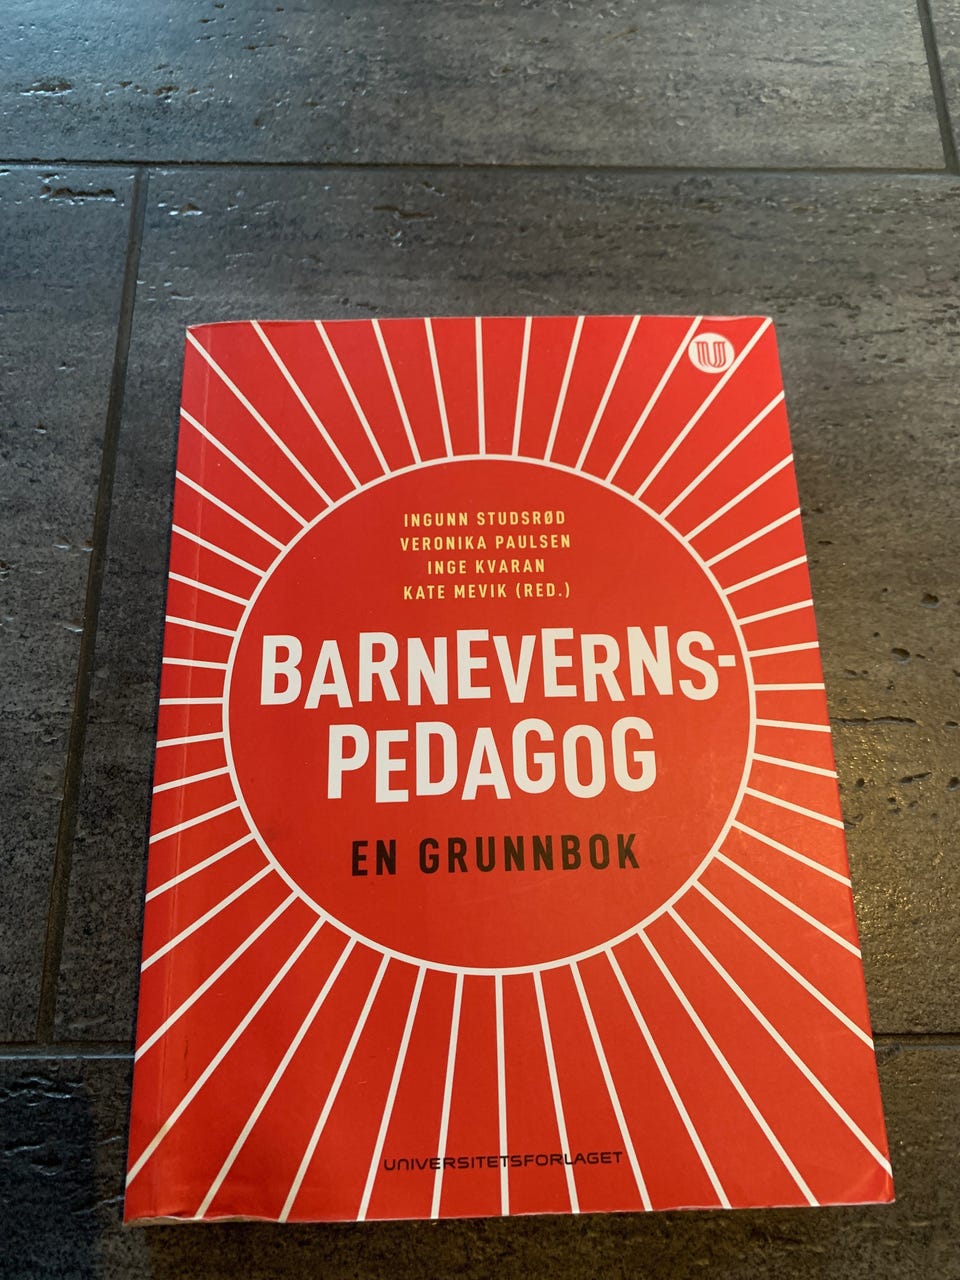 INGUNN STUDSRØD
VERONIKA PAULSEN
INGE KVARAN
KATE MEVIK (RED.)
BARNEVERNS-
PEDAGOG
EN GRUNNBOK
UNIVERSITETSFORLAGET